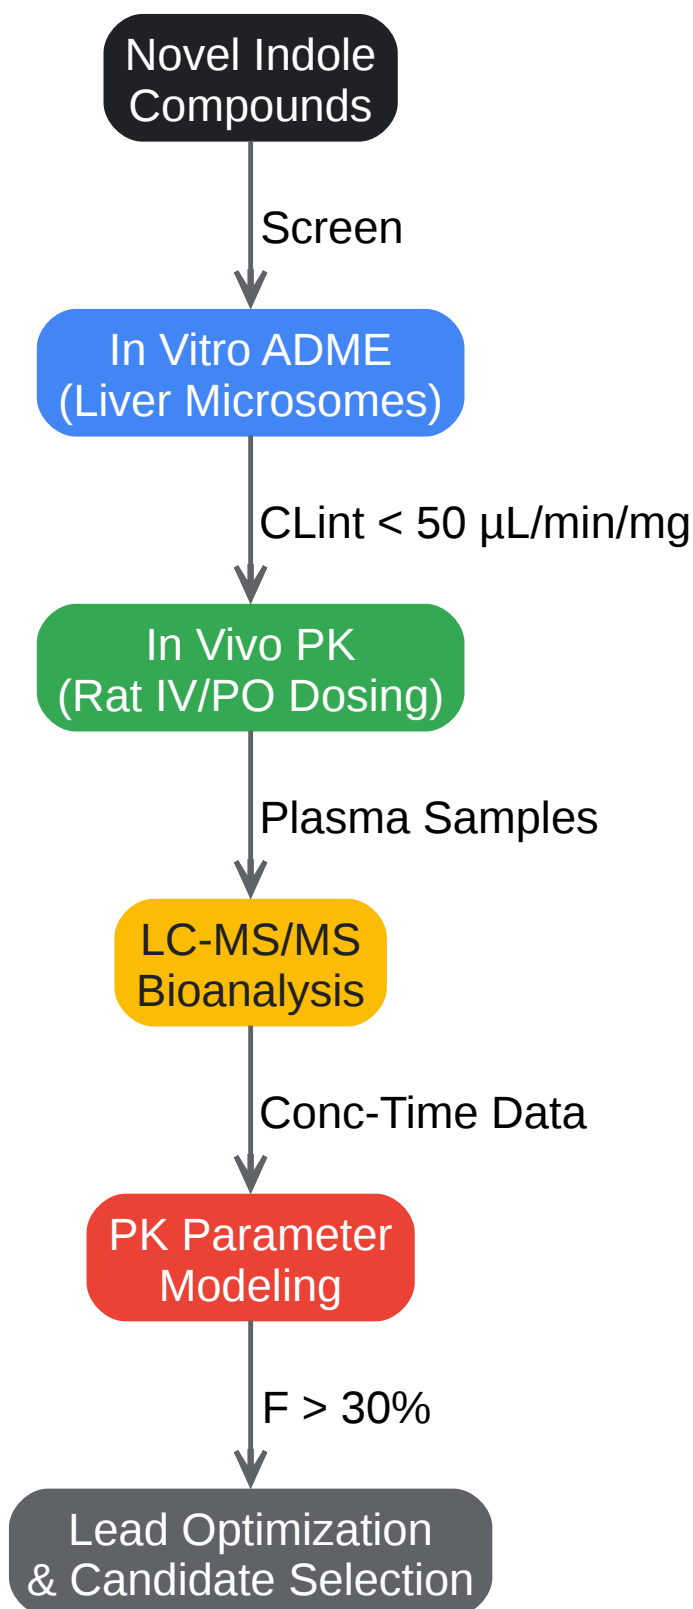 Novel Indole
Compounds
Screen
In Vitro ADME
(Liver Microsomes)
CLint < 50 µL/min/mg
In Vivo PK
(Rat IV/PO Dosing)
Plasma Samples
LC-MS/MS
Bioanalysis
Conc-Time Data
PK Parameter
Modeling
F > 30%
Lead Optimization
& Candidate Selection